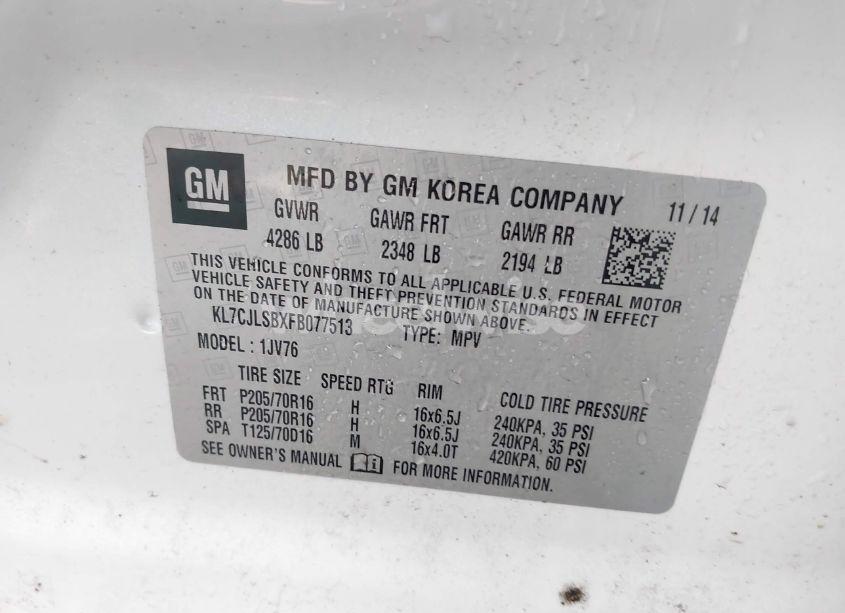 GM
MFD BY GM KOREA COMPANY 11 / 14
GVWR GAWR FRT GAWR RR
4286 LB 2348 LB 2194 LB
THIS VEHICLE CONFORMS TO ALL APPLICABLE U.S. FEDERAL MOTOR
VEHICLE SAFETY AND THEFT PREVENTION STANDARDS IN EFFECT
ON THE DATE OF MANUFACTURE SHOWN ABOVE.
KL7CJLSBXFB077513 TYPE: MPV
MODEL : 1JV76
TIRE SIZE SPEED RTG RIM COLD TIRE PRESSURE
FRT P205/70R16 H 16x6.5J 240KPA, 35 PSI
RR P205/70R16 H 16x6.5J 240KPA, 35 PSI
SPA T125/70D16 M 16x4.0T 420KPA, 60 PSI
SEE OWNER'S MANUAL FOR MORE INFORMATION.